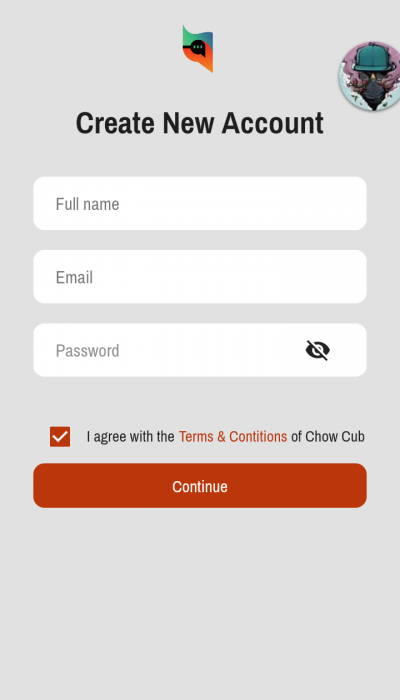 Create New Account
Full name
Email
Password
I agree with the Terms & Contitions of Chow Cub
Continue